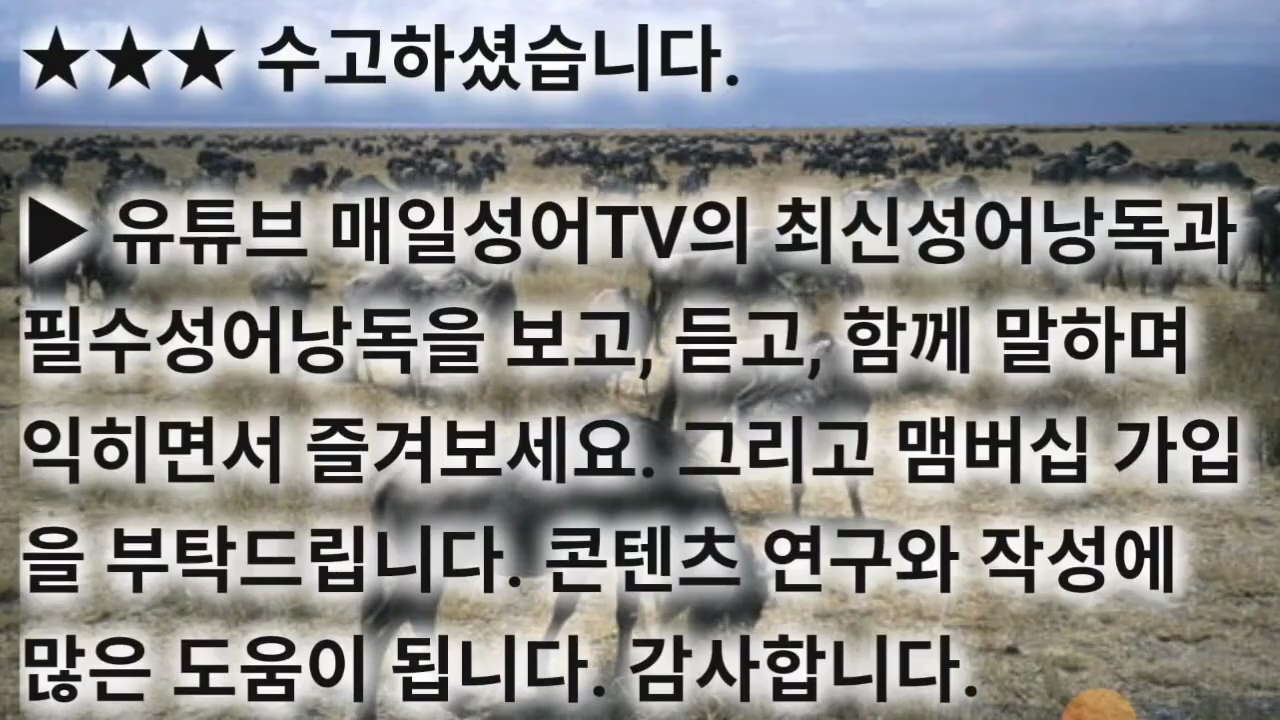 ★★★ 수고하셨습니다.
▶ 유튜브 매일성어TV의 최신성어낭독과
필수성어낭독을 보고, 듣고, 함께 말하며
익히면서 즐겨보세요. 그리고 맴버십 가입
을 부탁드립니다. 콘텐츠 연구와 작성에
많은 도움이 됩니다. 감사합니다.